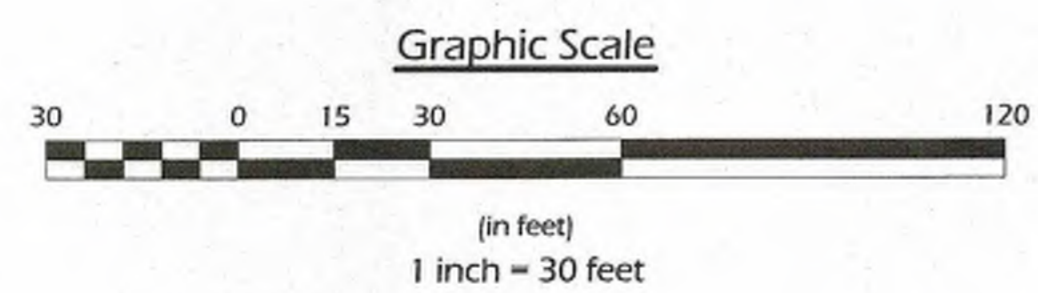 Graphic Scale
30 0 15 30 60 120
(in feet)
1 inch = 30 feet